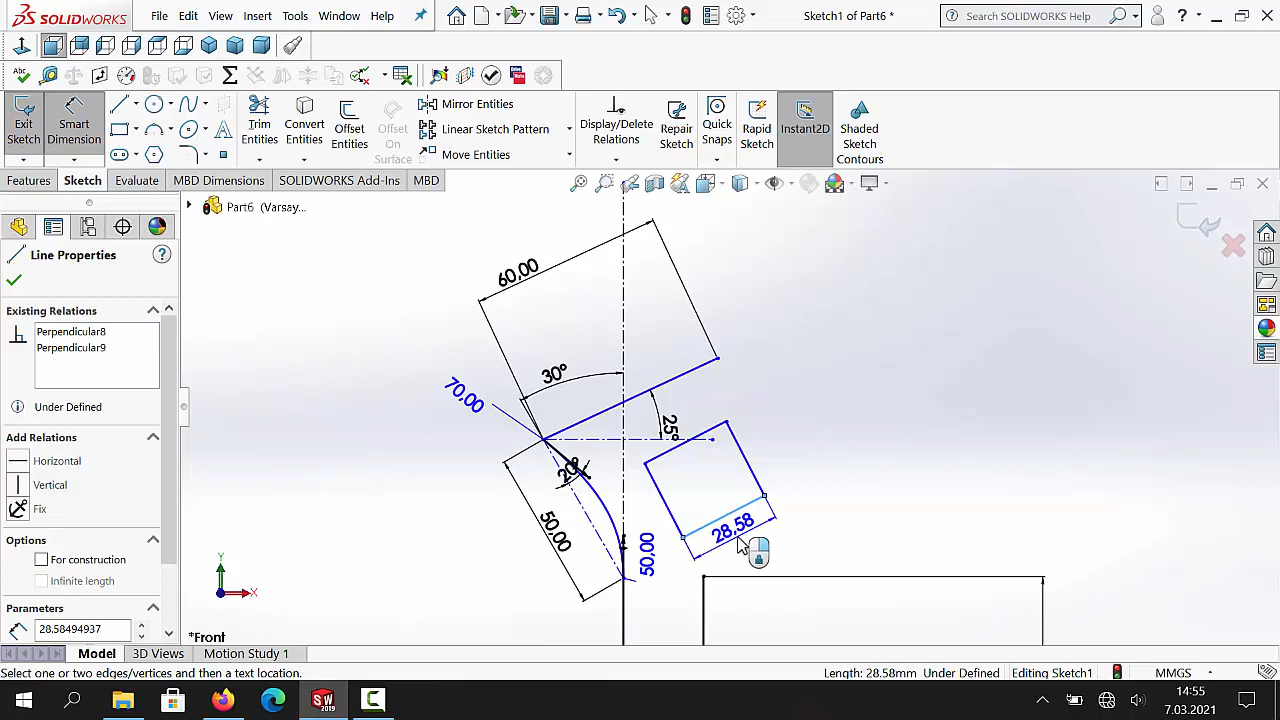 SOLIDWORKS File Edit View Insert Tools Window Help Sketch1 of Part6 * Search SOLIDWORKS Help ?
Abc
Exit Sketch Smart Dimension Trim Entities Convert Entities Offset Entities Offset On Surface Mirror Entities Linear Sketch Pattern Move Entities Display/Delete Relations Repair Sketch Quick Snaps Rapid Sketch Instant2D Shaded Sketch Contours
Features Sketch Evaluate MBD Dimensions SOLIDWORKS Add-Ins MBD
Part6 (Varsay...
Line Properties ?
Existing Relations
Perpendicular8
Perpendicular9
Under Defined
Add Relations
Horizontal
Vertical
Fix
Options
For construction
Infinite length
Parameters
28.58494937
60,00
30°
70,00
25°
20°
50,00
50,00
28,58
Y
X
*Front
Model 3D Views Motion Study 1
Select one or two edges/vertices and then a text location. Length: 28.58mm Under Defined Editing Sketch1 MMGS
SW 2019
14:55
7.03.2021